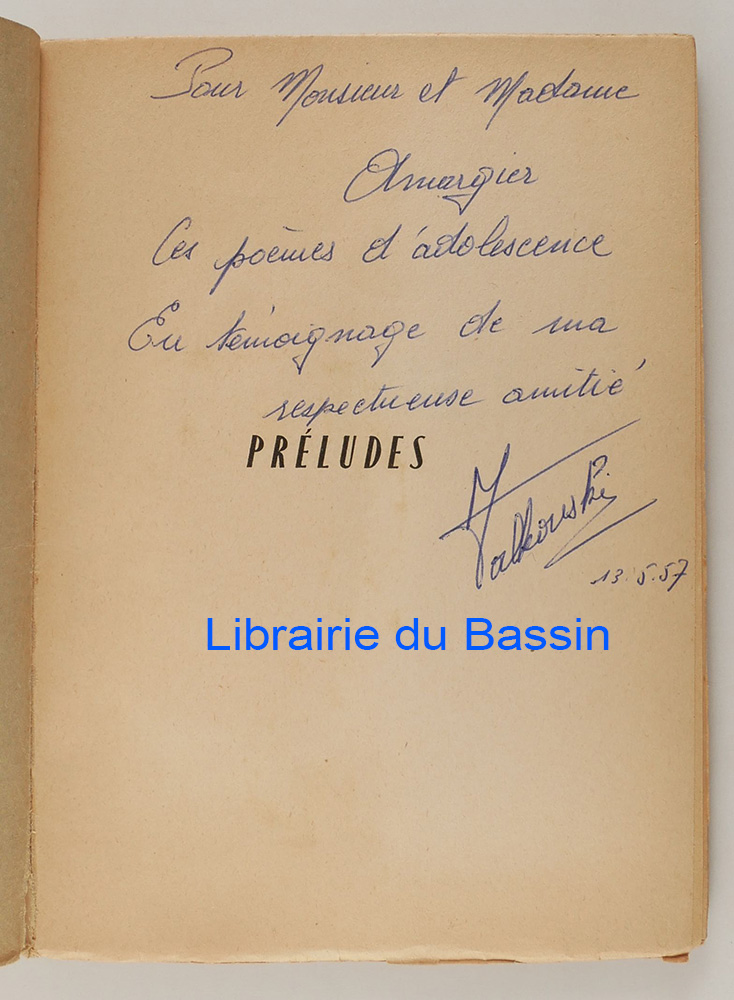 Pour Monsieur et Madame
Amargier
Ces poèmes d'adolescence
En témoignage de ma
respectueuse amitié
PRÉLUDES
13.5.57
Librairie du Bassin